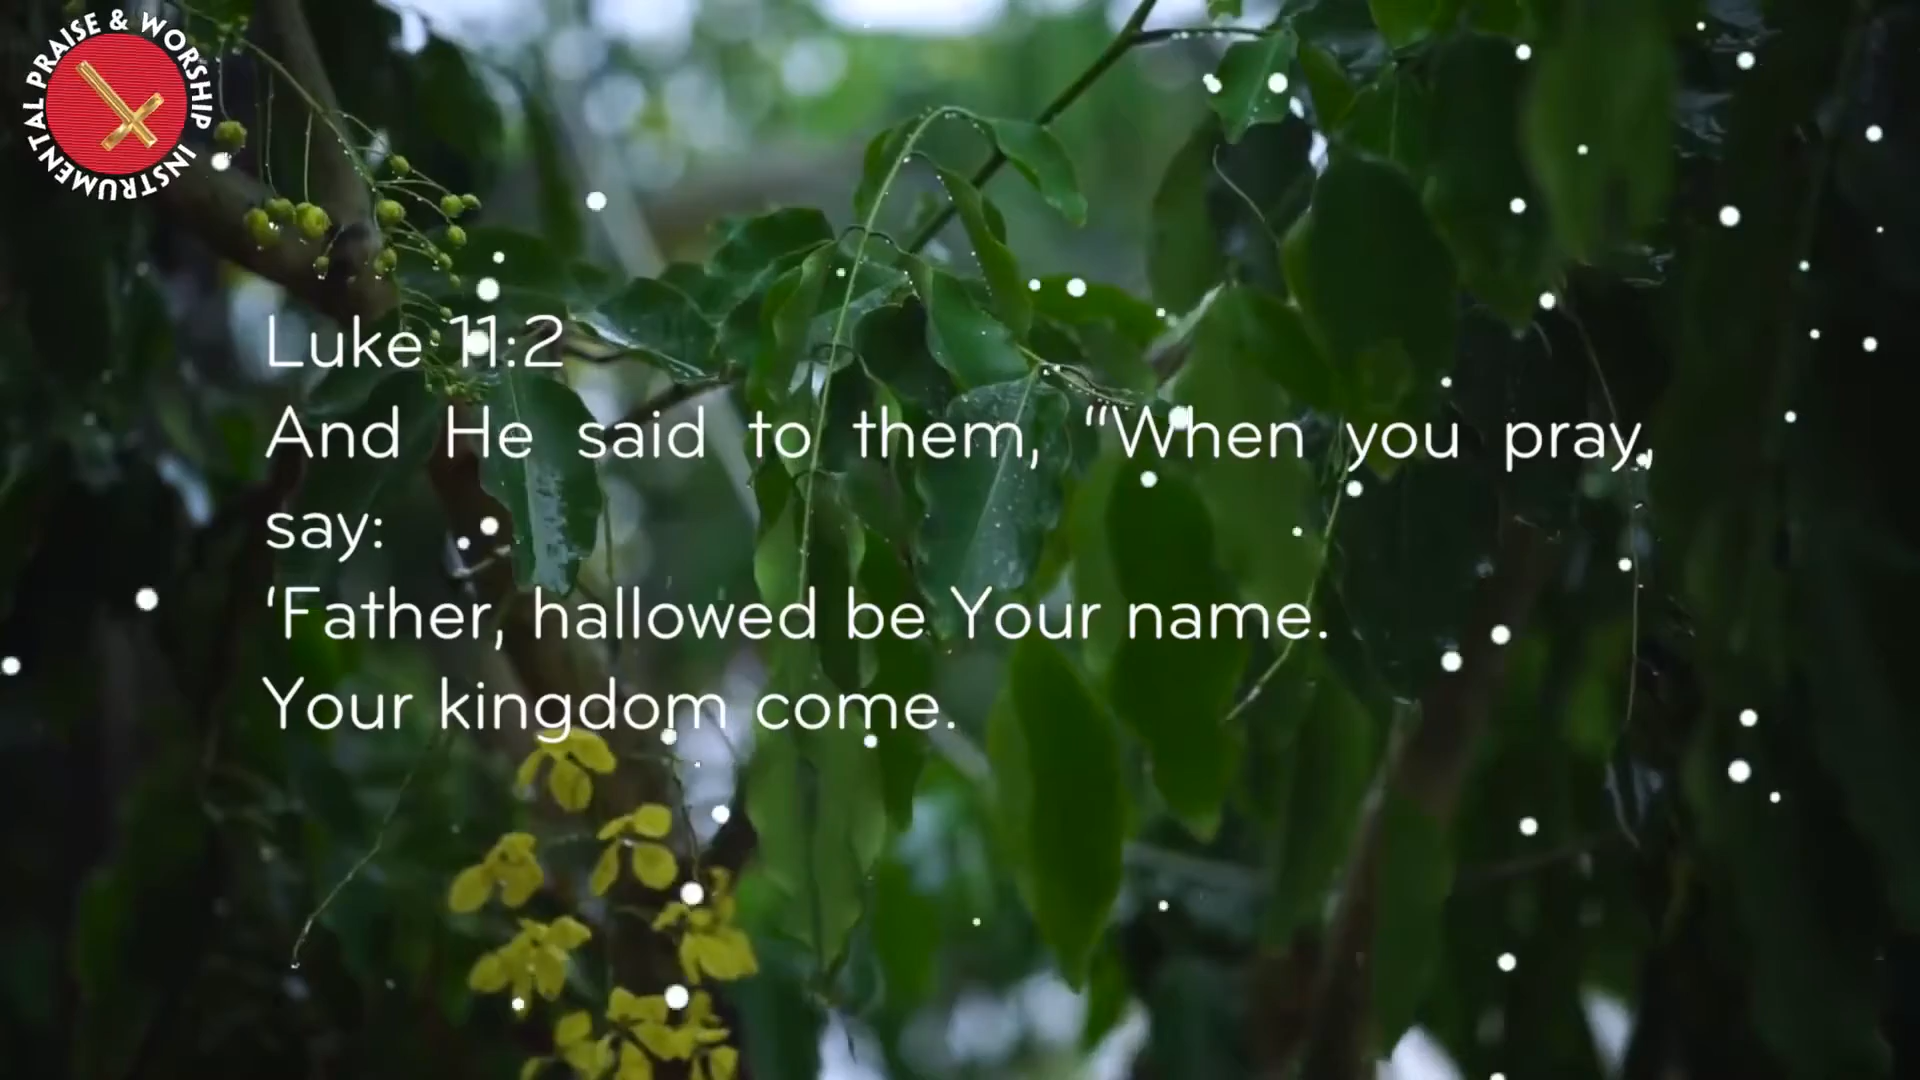 INSTRUMENTAL PRAISE & WORSHIP
Luke 11:2
And He said to them, “When you pray,
say:
‘Father, hallowed be Your name.
Your kingdom come.